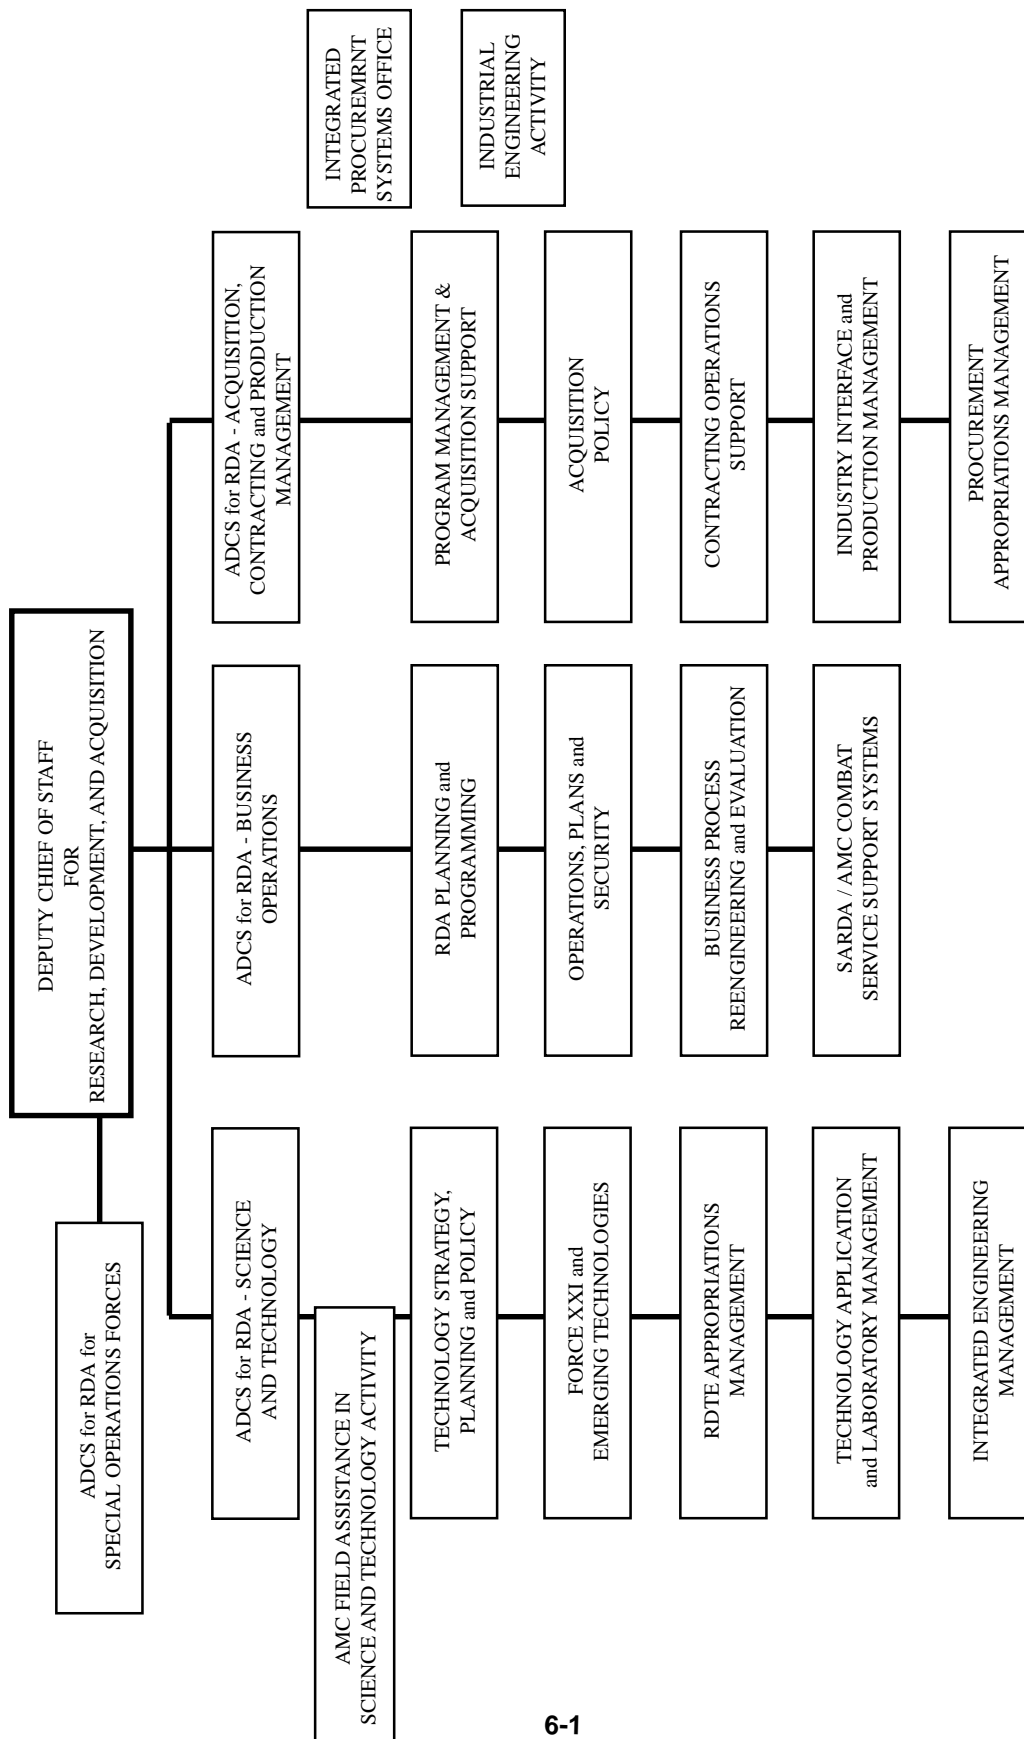 DEPUTY CHIEF OF STAFF
FOR
RESEARCH, DEVELOPMENT, AND ACQUISITION
ADCS for RDA for
SPECIAL OPERATIONS FORCES
ADCS for RDA - SCIENCE
AND TECHNOLOGY
AMC FIELD ASSISTANCE IN
SCIENCE AND TECHNOLOGY ACTIVITY
TECHNOLOGY STRATEGY,
PLANNING and POLICY
FORCE XXI and
EMERGING TECHNOLOGIES
RDTE APPROPRIATIONS
MANAGEMENT
TECHNOLOGY APPLICATION
and LABORATORY MANAGEMENT
INTEGRATED ENGINEERING
MANAGEMENT
ADCS for RDA - BUSINESS
OPERATIONS
RDA PLANNING and
PROGRAMMING
OPERATIONS, PLANS and
SECURITY
BUSINESS PROCESS
REENGINEERING and EVALUATION
SARDA / AMC COMBAT
SERVICE SUPPORT SYSTEMS
ADCS for RDA - ACQUISITION,
CONTRACTING and PRODUCTION
MANAGEMENT
PROGRAM MANAGEMENT &
ACQUISITION SUPPORT
ACQUISITION
POLICY
CONTRACTING OPERATIONS
SUPPORT
INDUSTRY INTERFACE and
PRODUCTION MANAGEMENT
PROCUREMENT
APPROPRIATIONS MANAGEMENT
INTEGRATED
PROCUREMRNT
SYSTEMS OFFICE
INDUSTRIAL
ENGINEERING
ACTIVITY
6-1